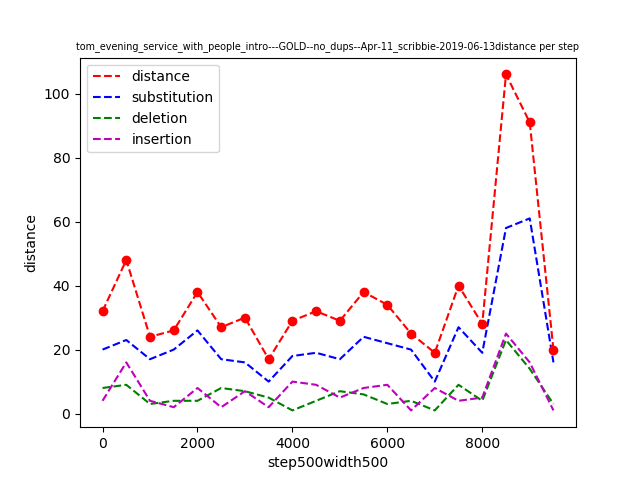 tom_evening_service_with_people_intro---GOLD--no_dups--Apr-11_scribbie-2019-06-13distance per step
distance
substitution
deletion
insertion
distance
100
80
60
40
20
0
0 2000 4000 6000 8000
step500width500